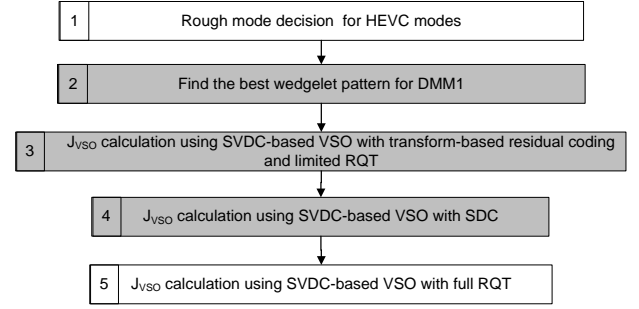 1 Rough mode decision for HEVC modes
2 Find the best wedgelet pattern for DMM1
3 JVSO calculation using SVDC-based VSO with transform-based residual coding
and limited RQT
4 JVSO calculation using SVDC-based VSO with SDC
5 JVSO calculation using SVDC-based VSO with full RQT